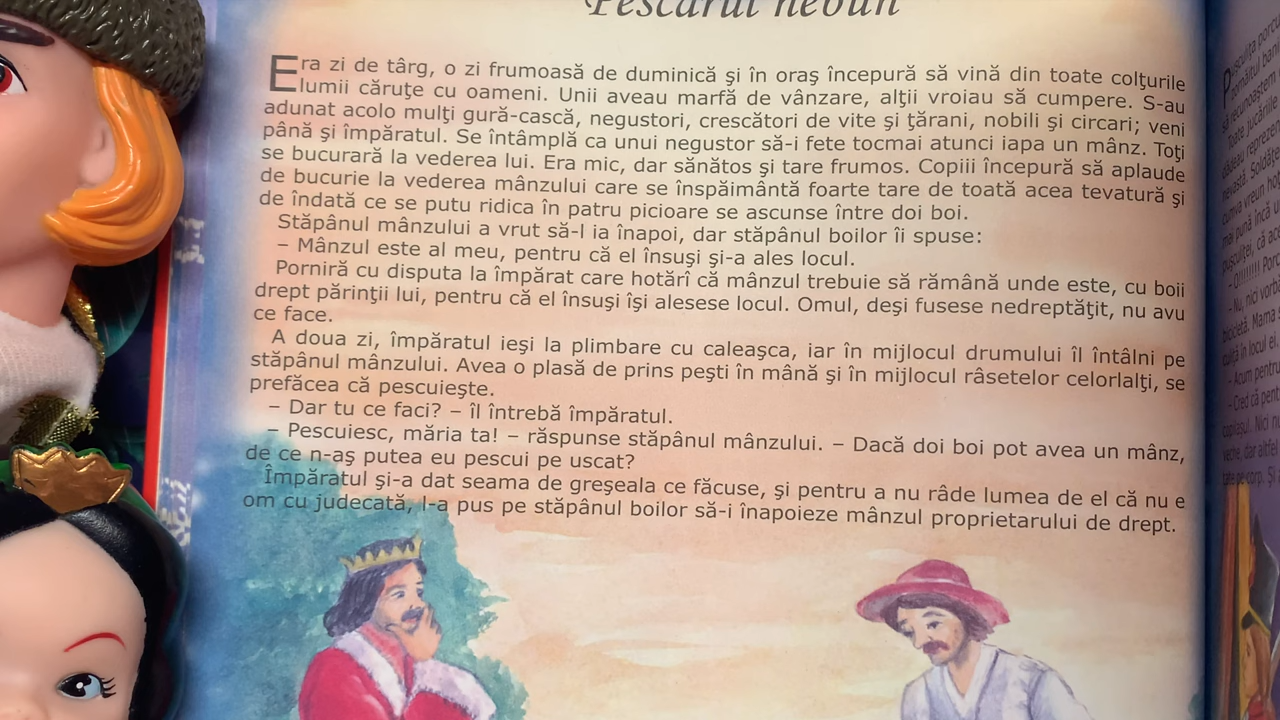 Pescarul nebun
Era zi de târg, o zi frumoasă de duminică şi în oraş începură să vină din toate colţurile
lumii căruţe cu oameni. Unii aveau marfă de vânzare, alţii vroiau să cumpere. S-au
adunat acolo mulţi gură-cască, negustori, crescători de vite şi ţărani, nobili şi circari; veni
până şi împăratul. Se întâmplă ca unui negustor să-i fete tocmai atunci iapa un mânz. Toţi
se bucurară la vederea lui. Era mic, dar sănătos şi tare frumos. Copiii începură să aplaude
de bucurie la vederea mânzului care se înspăimântă foarte tare de toată acea tevatură şi
de îndată ce se putu ridica în patru picioare se ascunse între doi boi.
Stăpânul mânzului a vrut să-l ia înapoi, dar stăpânul boilor îi spuse:
– Mânzul este al meu, pentru că el însuşi şi-a ales locul.
Porniră cu disputa la împărat care hotărî că mânzul trebuie să rămână unde este, cu boii
drept părinţii lui, pentru că el însuşi îşi alesese locul. Omul, deşi fusese nedreptăţit, nu avu
ce face.
A doua zi, împăratul ieşi la plimbare cu caleaşca, iar în mijlocul drumului îl întâlni pe
stăpânul mânzului. Avea o plasă de prins peşti în mână şi în mijlocul râsetelor celorlalţi, se
prefăcea că pescuieşte.
– Dar tu ce faci? – îl întrebă împăratul.
– Pescuiesc, măria ta! – răspunse stăpânul mânzului. – Dacă doi boi pot avea un mânz,
de ce n-aş putea eu pescui pe uscat?
Împăratul şi-a dat seama de greşeala ce făcuse, şi pentru a nu râde lumea de el că nu e
om cu judecată, l-a pus pe stăpânul boilor să-i înapoieze mânzul proprietarului de drept.